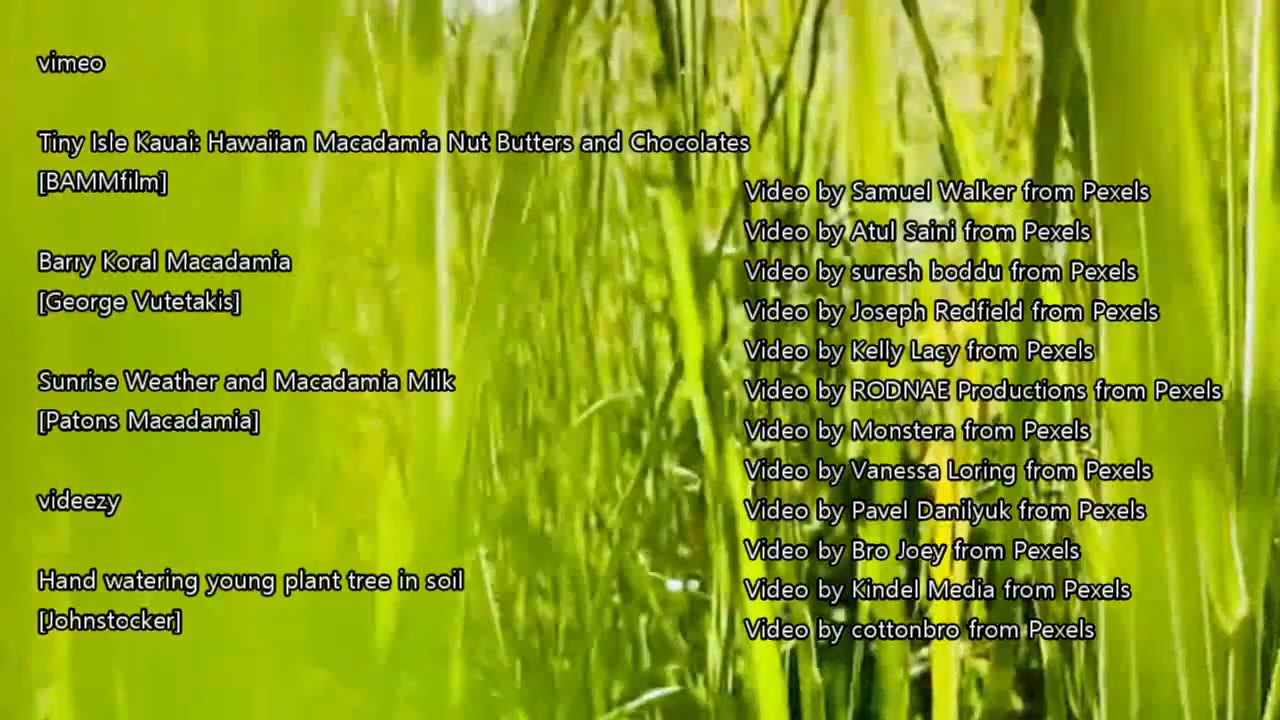 vimeo
Tiny Isle Kauai: Hawaiian Macadamia Nut Butters and Chocolates
[BAMMfilm]
Barry Koral Macadamia
[George Vutetakis]
Sunrise Weather and Macadamia Milk
[Patons Macadamia]
videezy
Hand watering young plant tree in soil
[Johnstocker]
Video by Samuel Walker from Pexels
Video by Atul Saini from Pexels
Video by suresh boddu from Pexels
Video by Joseph Redfield from Pexels
Video by Kelly Lacy from Pexels
Video by RODNAE Productions from Pexels
Video by Monstera from Pexels
Video by Vanessa Loring from Pexels
Video by Pavel Danilyuk from Pexels
Video by Bro Joey from Pexels
Video by Kindel Media from Pexels
Video by cottonbro from Pexels